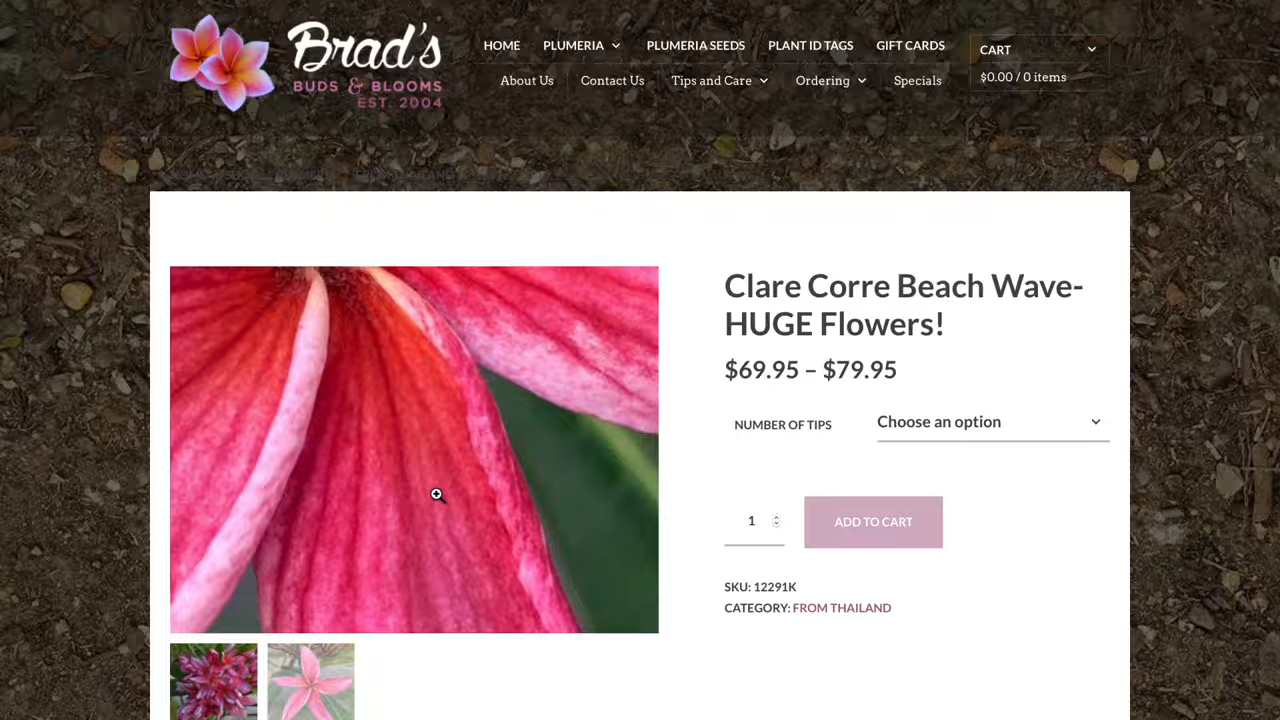 Brad's
BUDS & BLOOMS
EST. 2004
HOME PLUMERIA PLUMERIA SEEDS PLANT ID TAGS GIFT CARDS
About Us Contact Us Tips and Care Ordering Specials
CART
$0.00 / 0 items
Clare Corre Beach Wave-
HUGE Flowers!
$69.95 – $79.95
NUMBER OF TIPS Choose an option
1 ADD TO CART
SKU: 12291K
CATEGORY: FROM THAILAND